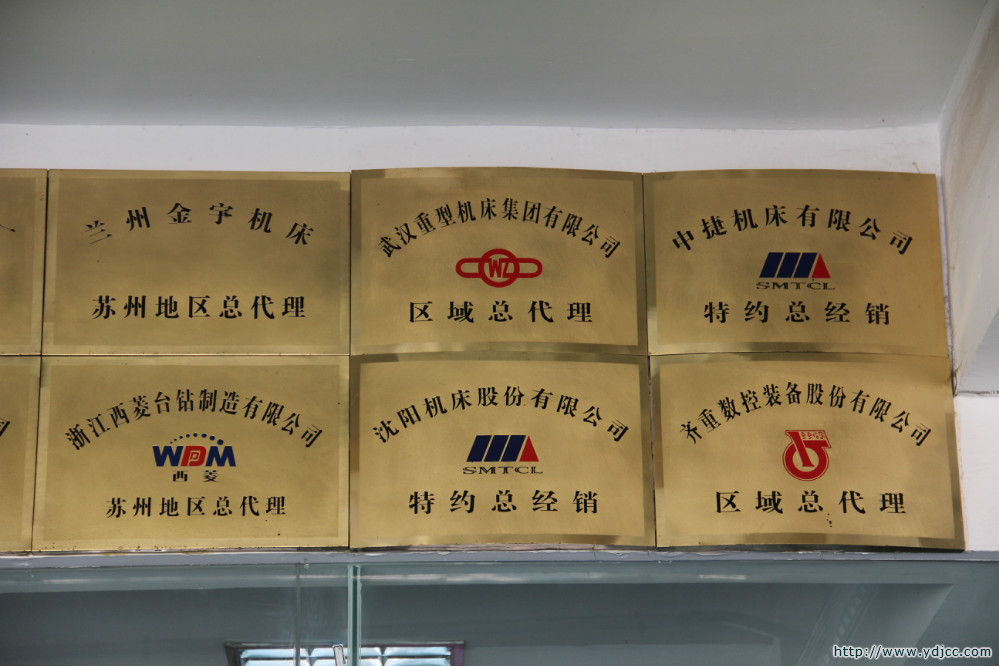 兰州金宇机床
苏州地区总代理
武汉重型机床集团有限公司
WZ
区域总代理
中捷机床有限公司
SMTCL
特约总经销
司
浙江西菱台钻制造有限公司
WDM
西菱
苏州地区总代理
沈阳机床股份有限公司
SMTCL
特约总经销
齐重数控装备股份有限公司
区域总代理
http://www.ydjcc.com